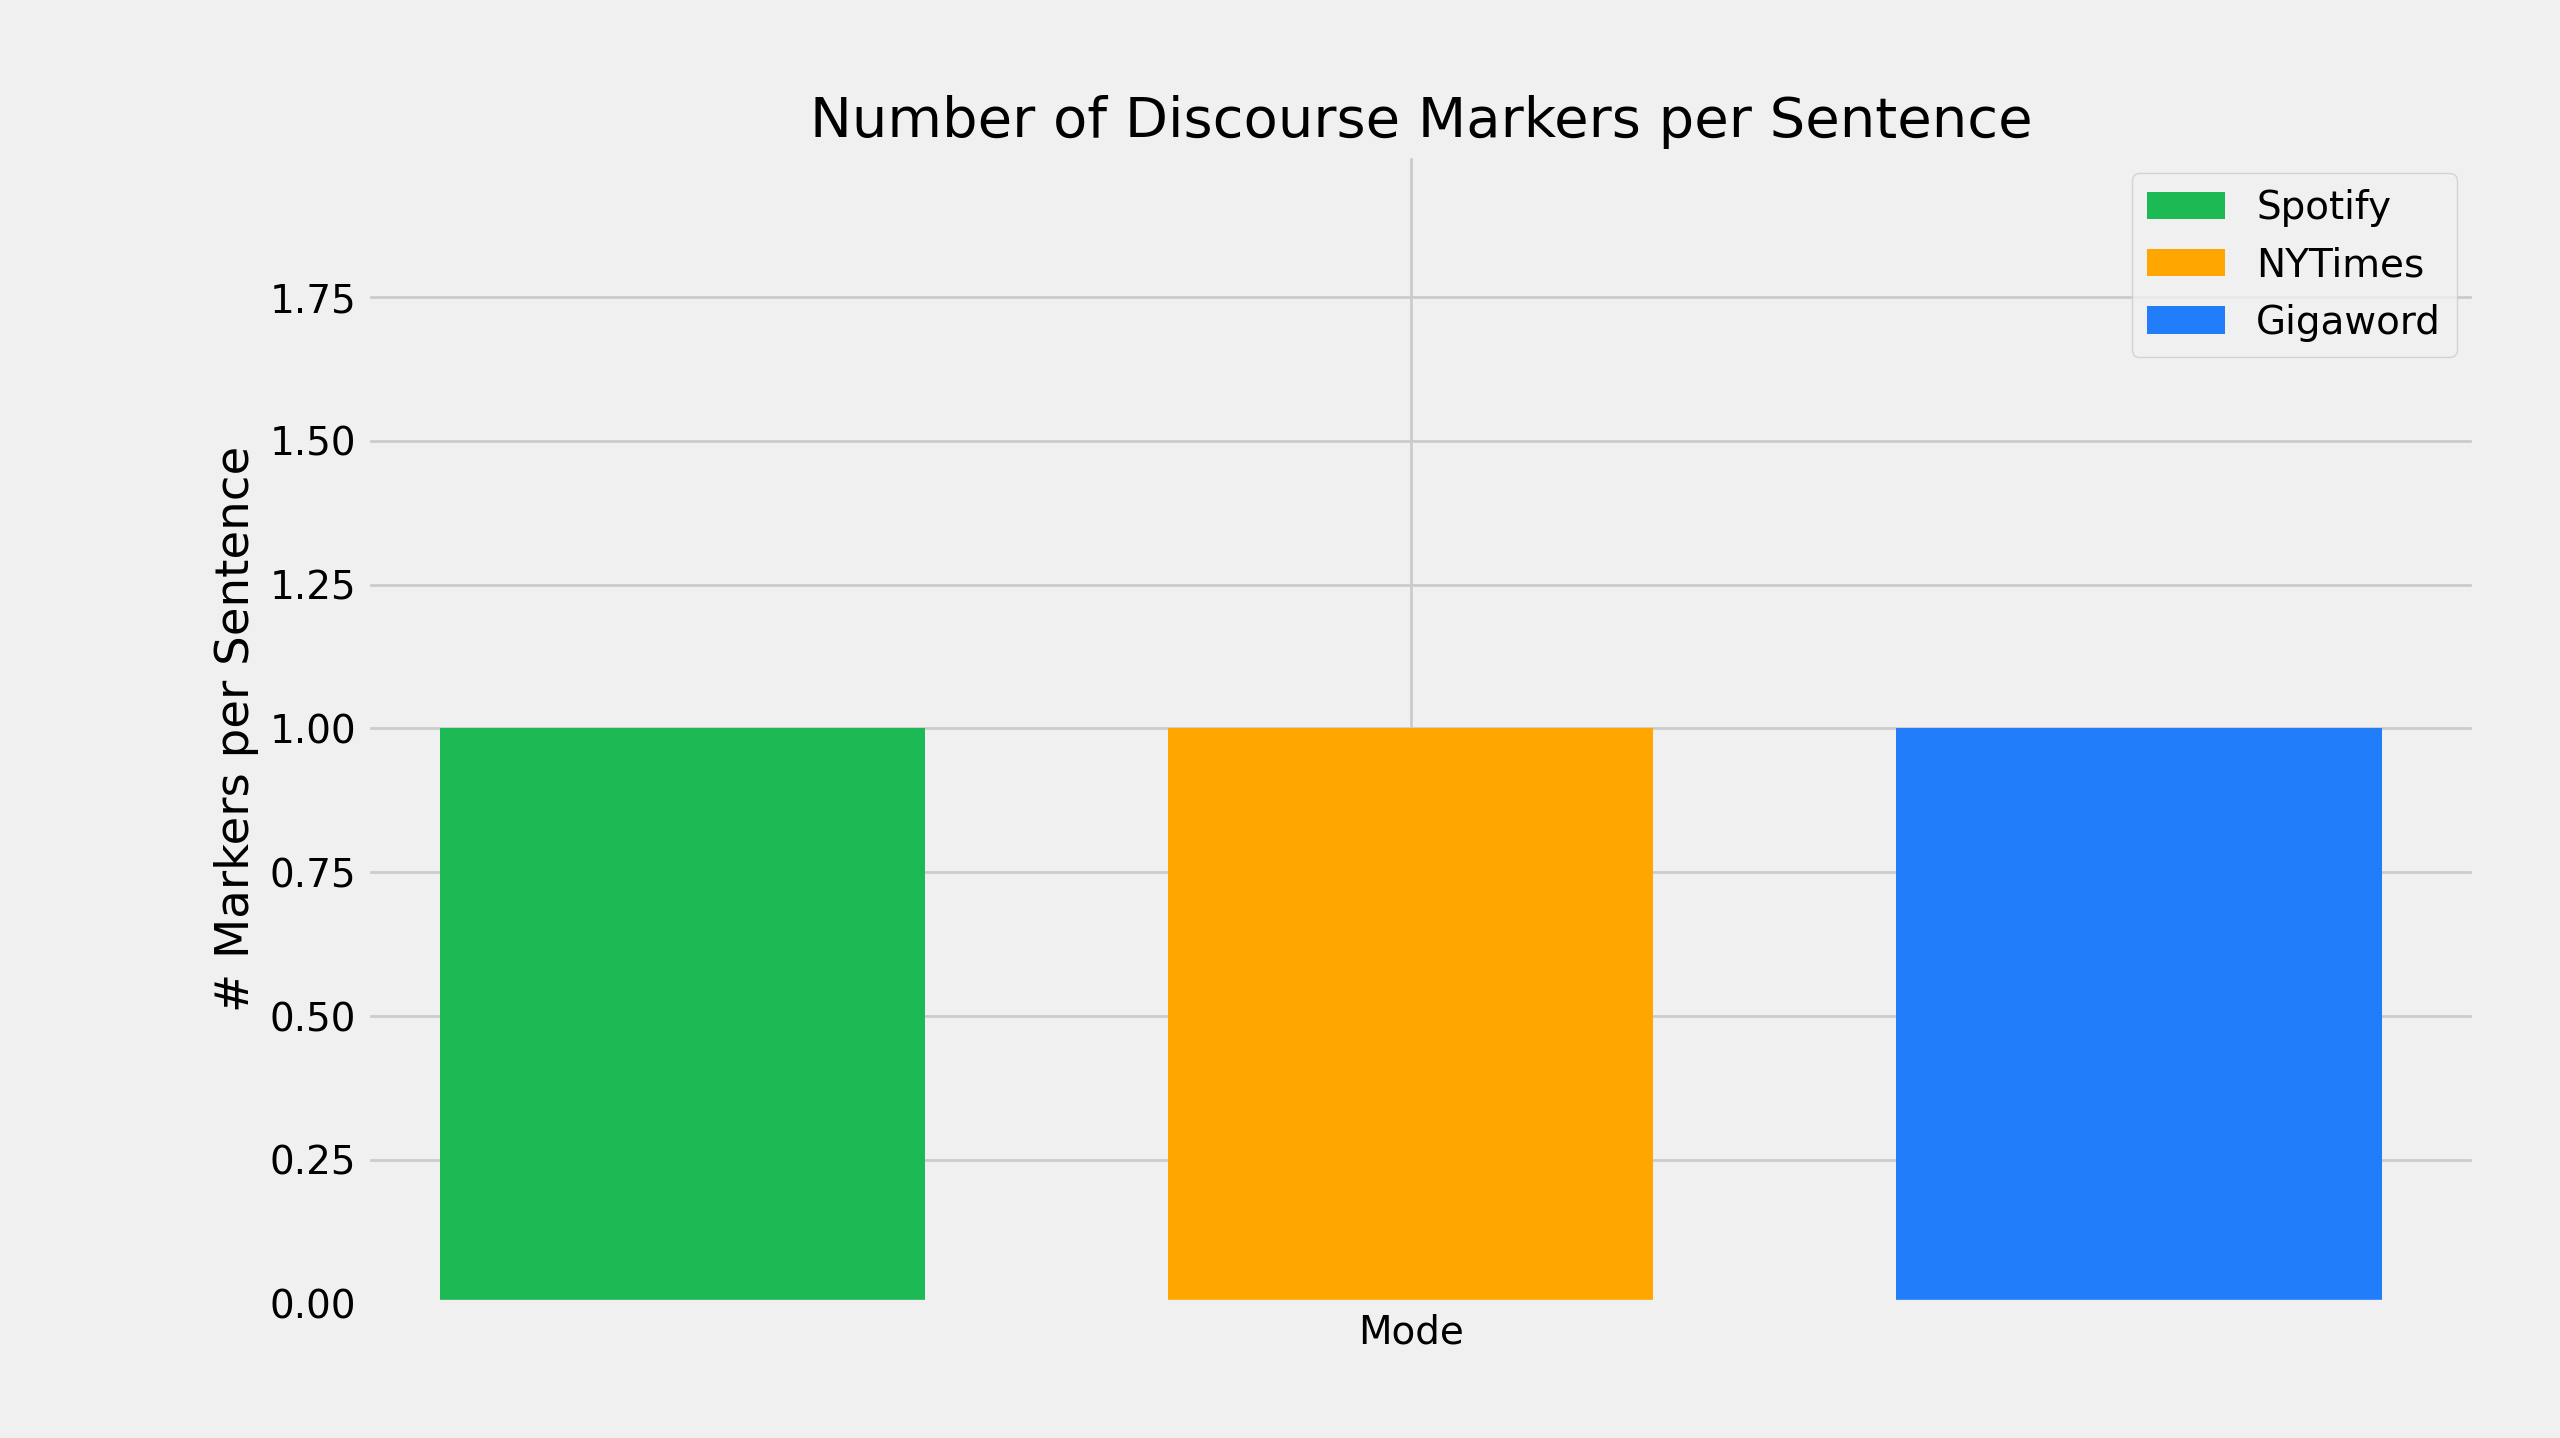 Number of Discourse Markers per Sentence
Spotify
NYTimes
Gigaword
# Markers per Sentence
1.75
1.50
1.25
1.00
0.75
0.50
0.25
0.00
Mode